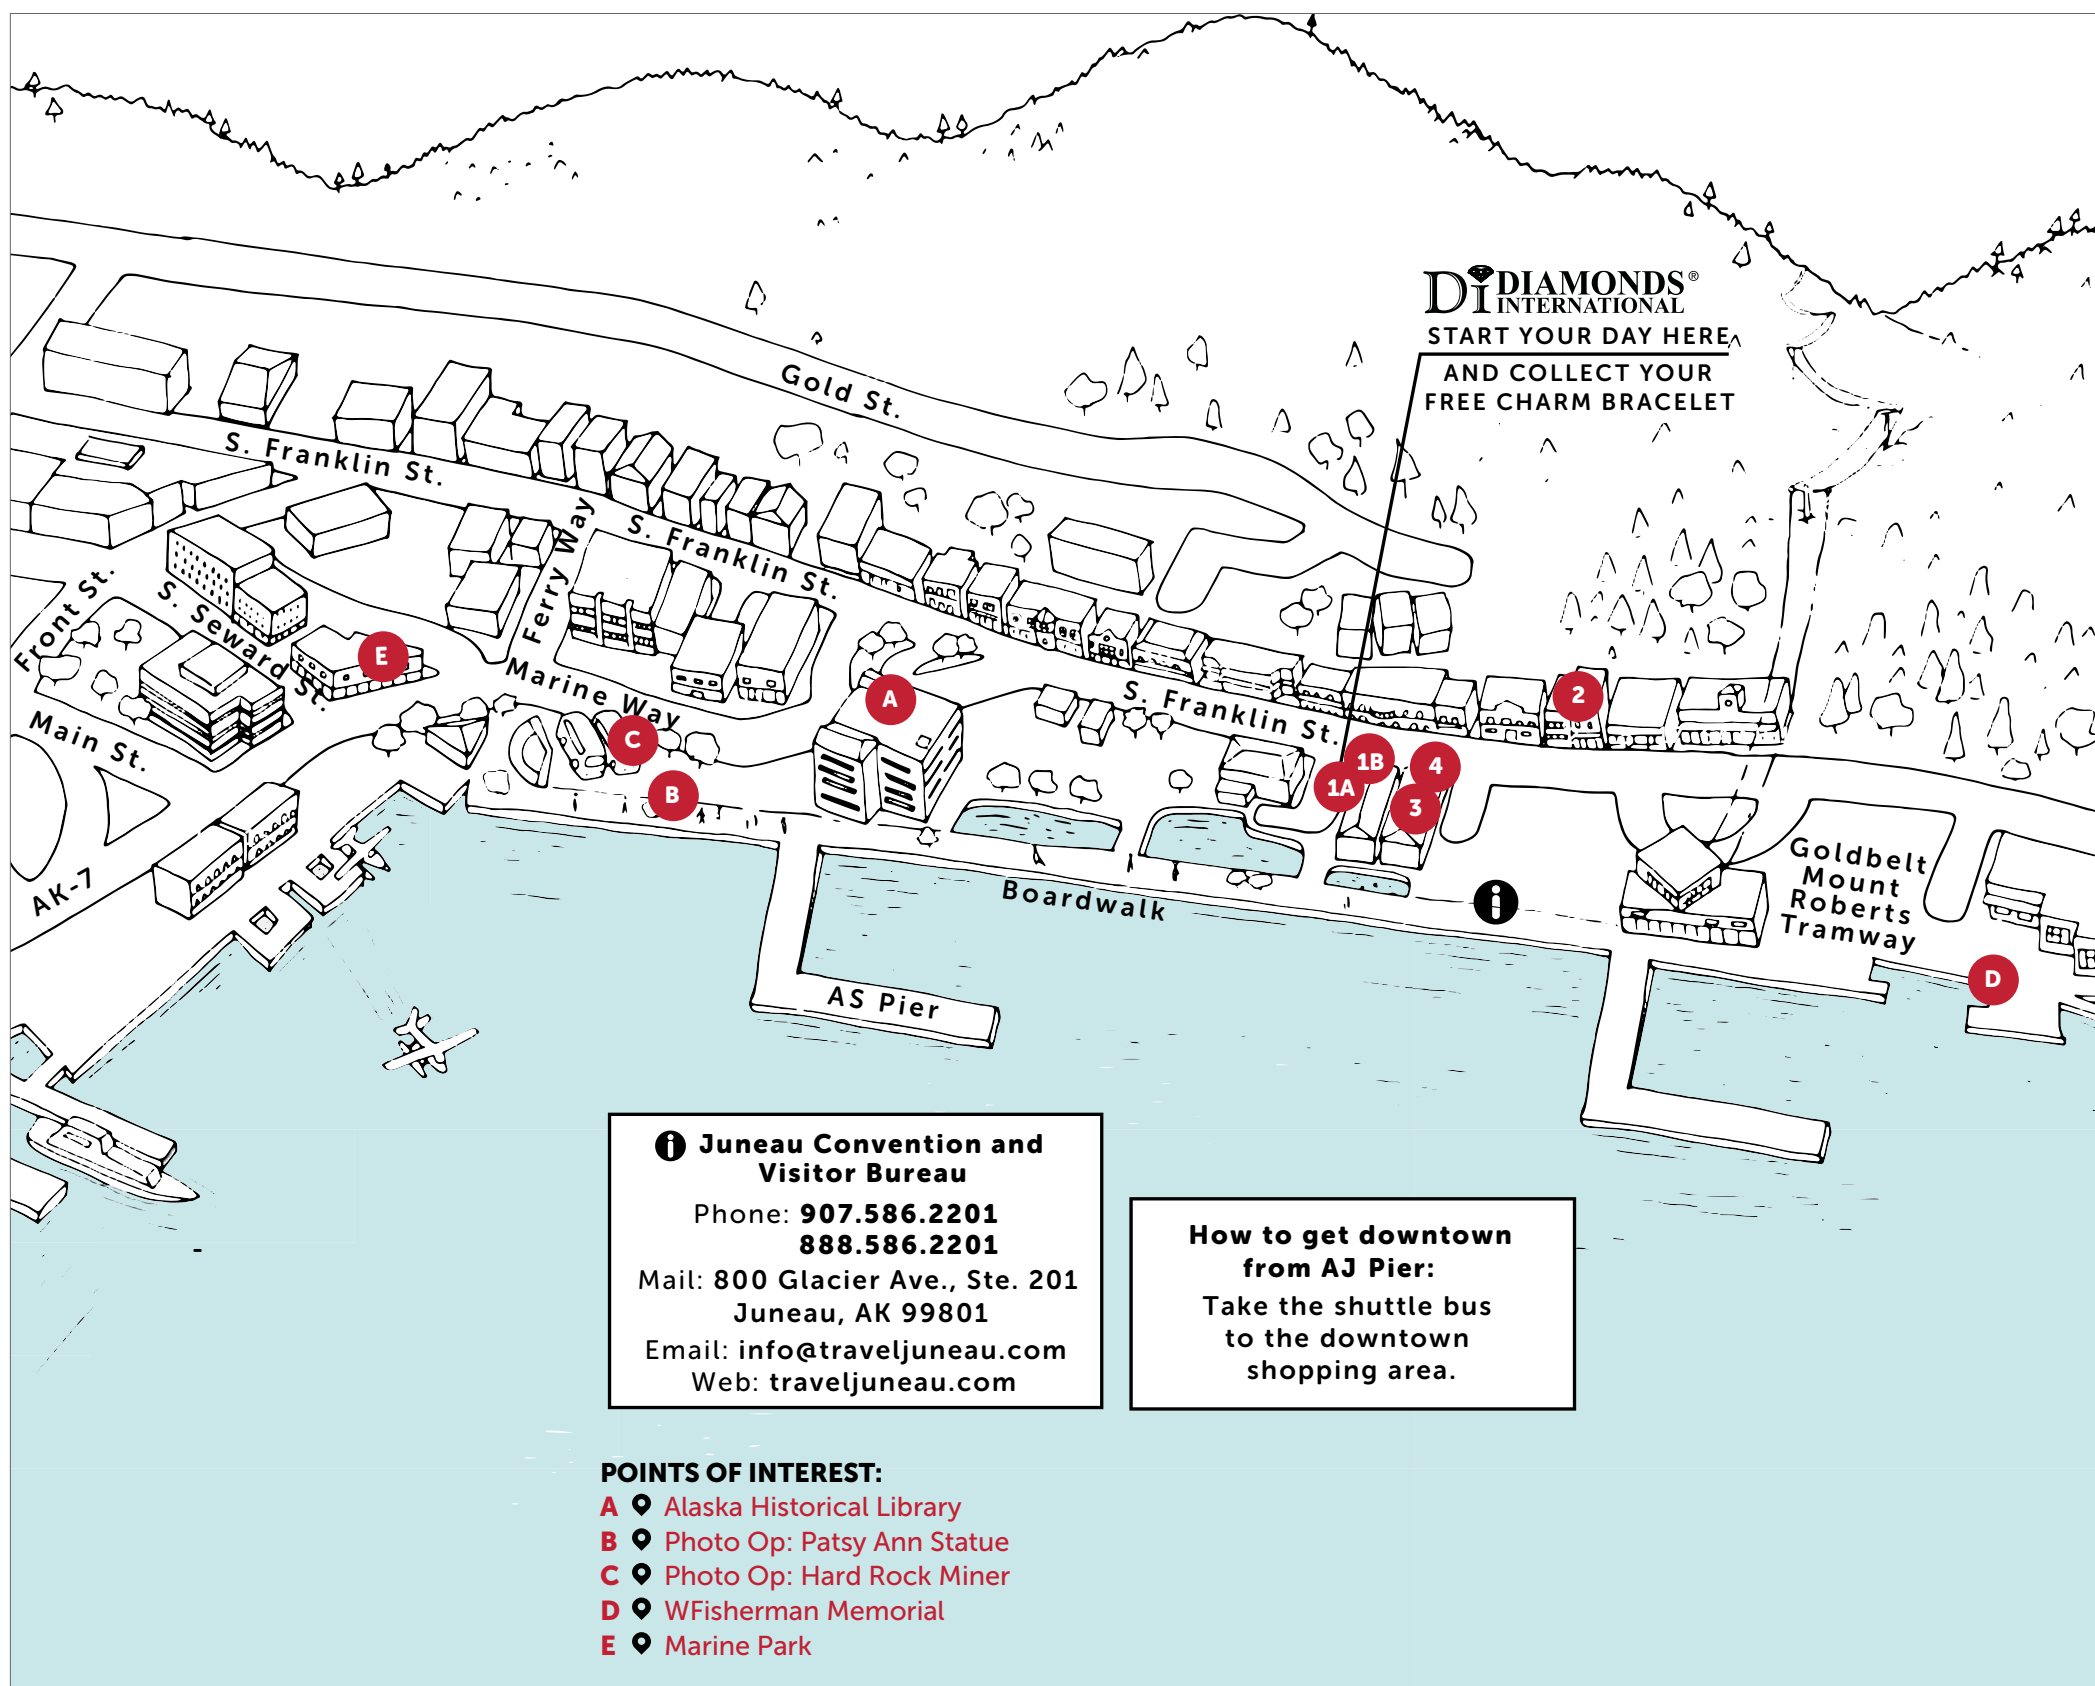 Di DIAMONDS®
INTERNATIONAL
START YOUR DAY HERE
AND COLLECT YOUR
FREE CHARM BRACELET
Gold St.
S. Franklin St.
Ferry Way
S. Franklin St.
Front St.
S. Seward St.
E
Marine Way
A
C
B
S. Franklin St.
2
1B
4
1A
3
Main St.
AK-7
Boardwalk
i
Goldbelt
Mount
Roberts
Tramway
D
AS Pier
i Juneau Convention and
Visitor Bureau
Phone: 907.586.2201
888.586.2201
Mail: 800 Glacier Ave., Ste. 201
Juneau, AK 99801
Email: info@traveljuneau.com
Web: traveljuneau.com
How to get downtown
from AJ Pier:
Take the shuttle bus
to the downtown
shopping area.
POINTS OF INTEREST:
A Alaska Historical Library
B Photo Op: Patsy Ann Statue
C Photo Op: Hard Rock Miner
D WFisherman Memorial
E Marine Park